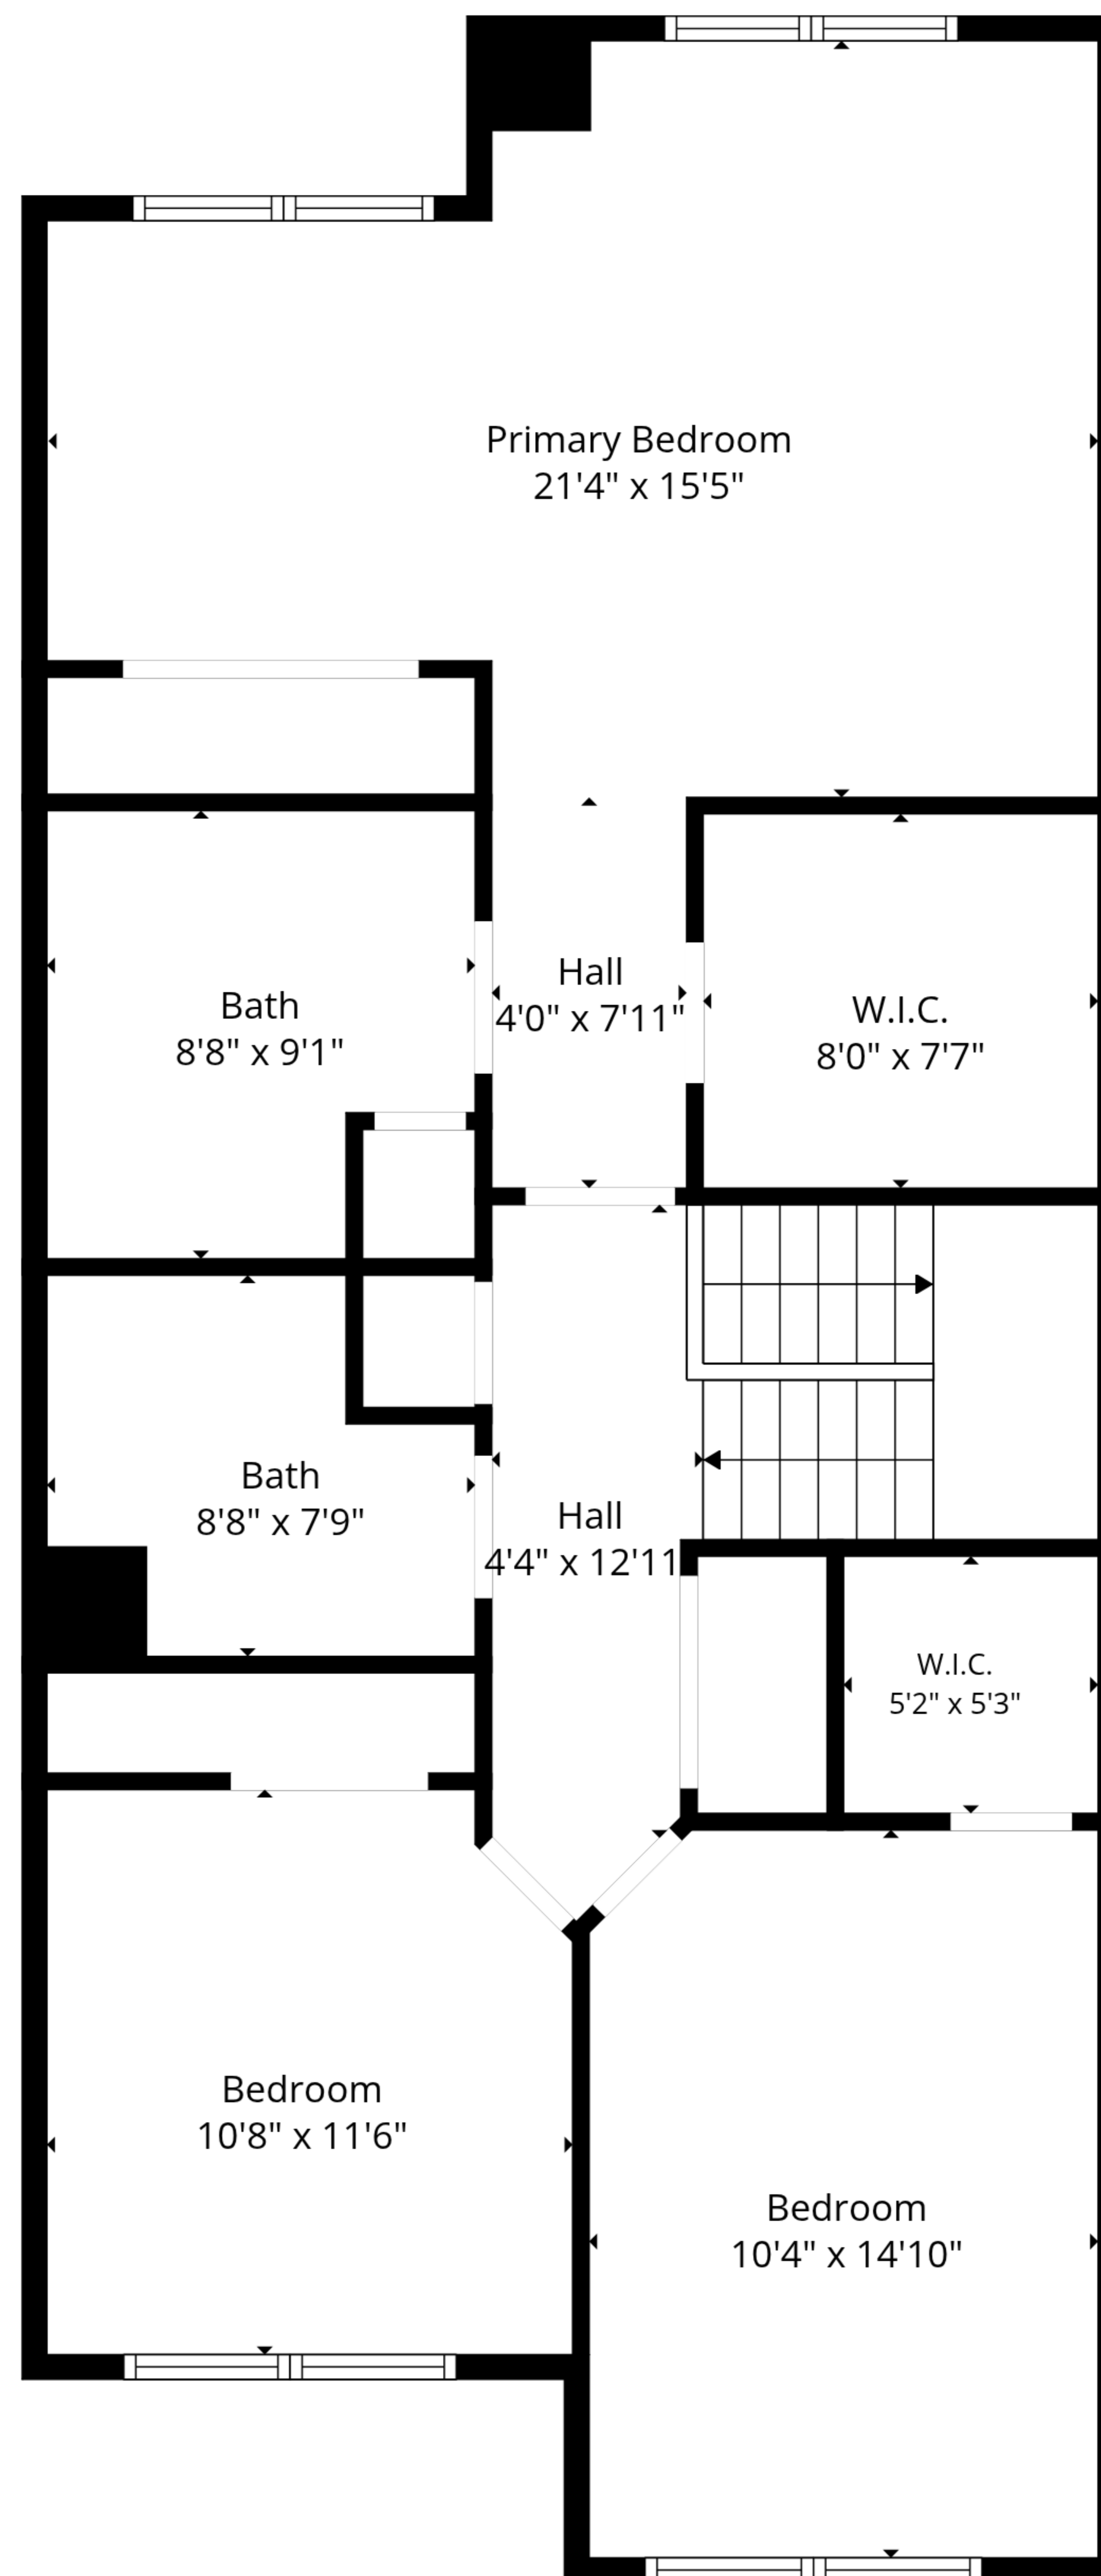 Primary Bedroom
21'4" x 15'5"
Hall
4'0" x 7'11"
Bath
8'8" x 9'1"
W.I.C.
8'0" x 7'7"
Bath
8'8" x 7'9"
Hall
4'4" x 12'11
W.I.C.
5'2" x 5'3"
Bedroom
10'8" x 11'6"
Bedroom
10'4" x 14'10"